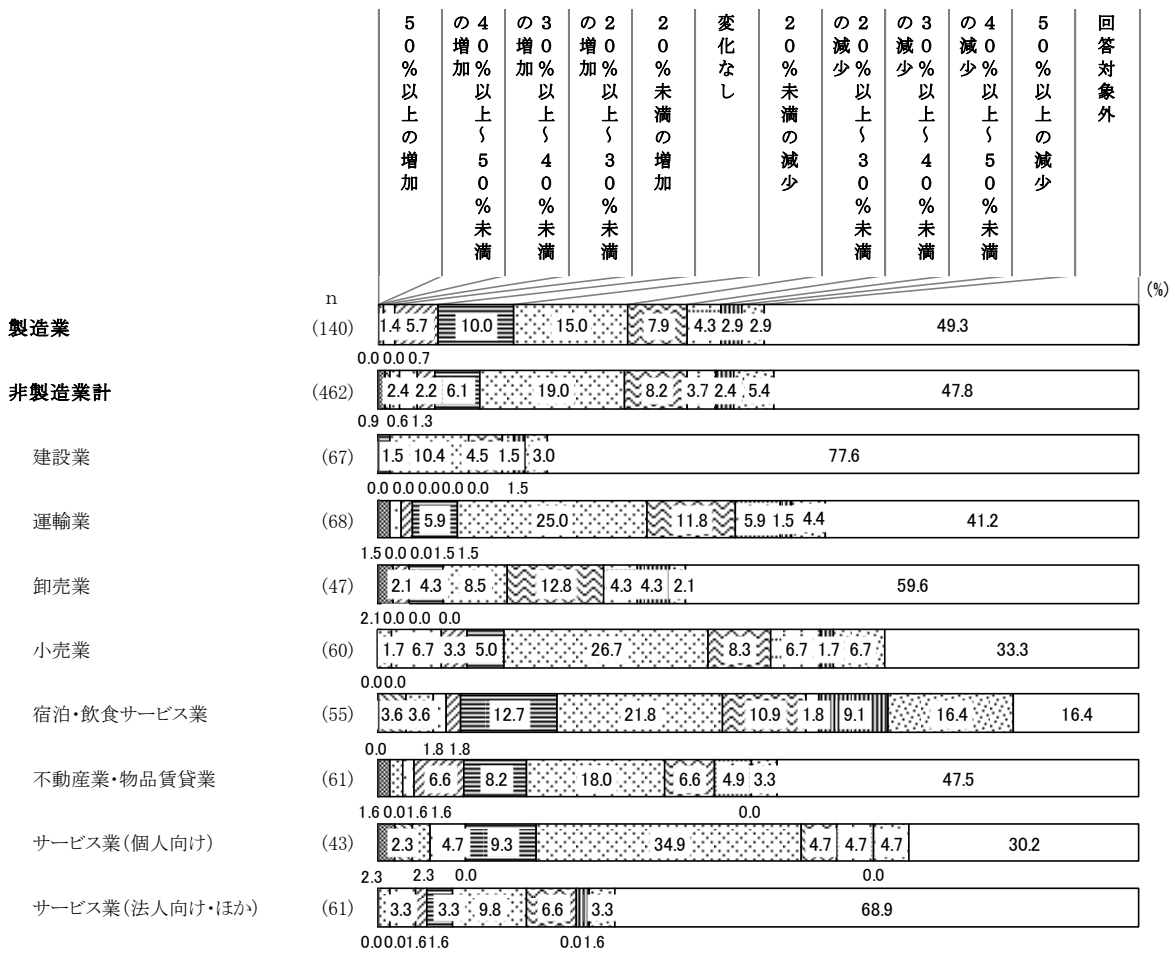 50%以上の増加
40%以上~50%未満の増加
30%以上~40%未満の増加
20%以上~30%未満の増加
20%未満の増加
変化なし
20%未満の減少
20%以上~30%未満の減少
30%以上~40%未満の減少
40%以上~50%未満の減少
50%以上の減少
回答対象外
n
(%)
製造業 (140) 1.4 5.7 10.0 15.0 7.9 4.3 2.9 2.9 49.3
0.0 0.0 0.7
非製造業計 (462) 2.4 2.2 6.1 19.0 8.2 3.7 2.4 5.4 47.8
0.9 0.6 1.3
建設業 (67) 1.5 10.4 4.5 1.5 3.0 77.6
0.0 0.0 0.0 0.0 0.0 1.5
運輸業 (68) 5.9 25.0 11.8 5.9 1.5 4.4 41.2
1.5 0.0 0.0 1.5 1.5
卸売業 (47) 2.1 4.3 8.5 12.8 4.3 4.3 2.1 59.6
2.1 0.0 0.0 0.0
小売業 (60) 1.7 6.7 3.3 5.0 26.7 8.3 6.7 1.7 6.7 33.3
0.0 0.0
宿泊・飲食サービス業 (55) 3.6 3.6 12.7 21.8 10.9 1.8 9.1 16.4 16.4
0.0 1.8 1.8
不動産業・物品賃貸業 (61) 6.6 8.2 18.0 6.6 4.9 3.3 47.5
1.6 0.0 1.6 1.6 0.0
サービス業(個人向け) (43) 2.3 4.7 9.3 34.9 4.7 4.7 4.7 30.2
2.3 2.3 0.0 0.0
サービス業(法人向け・ほか) (61) 3.3 3.3 9.8 6.6 3.3 68.9
0.0 0.0 1.6 1.6 0.0 1.6